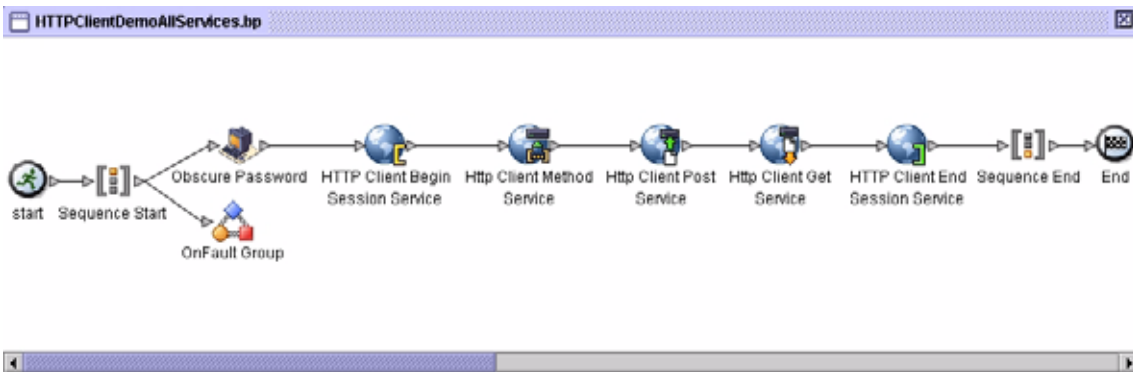 HTTPClientDemoAllServices.bp
start
Sequence Start
Obscure Password
OnFault Group
HTTP Client Begin
Session Service
Http Client Method
Service
Http Client Post
Service
Http Client Get
Service
HTTP Client End
Session Service
Sequence End
End